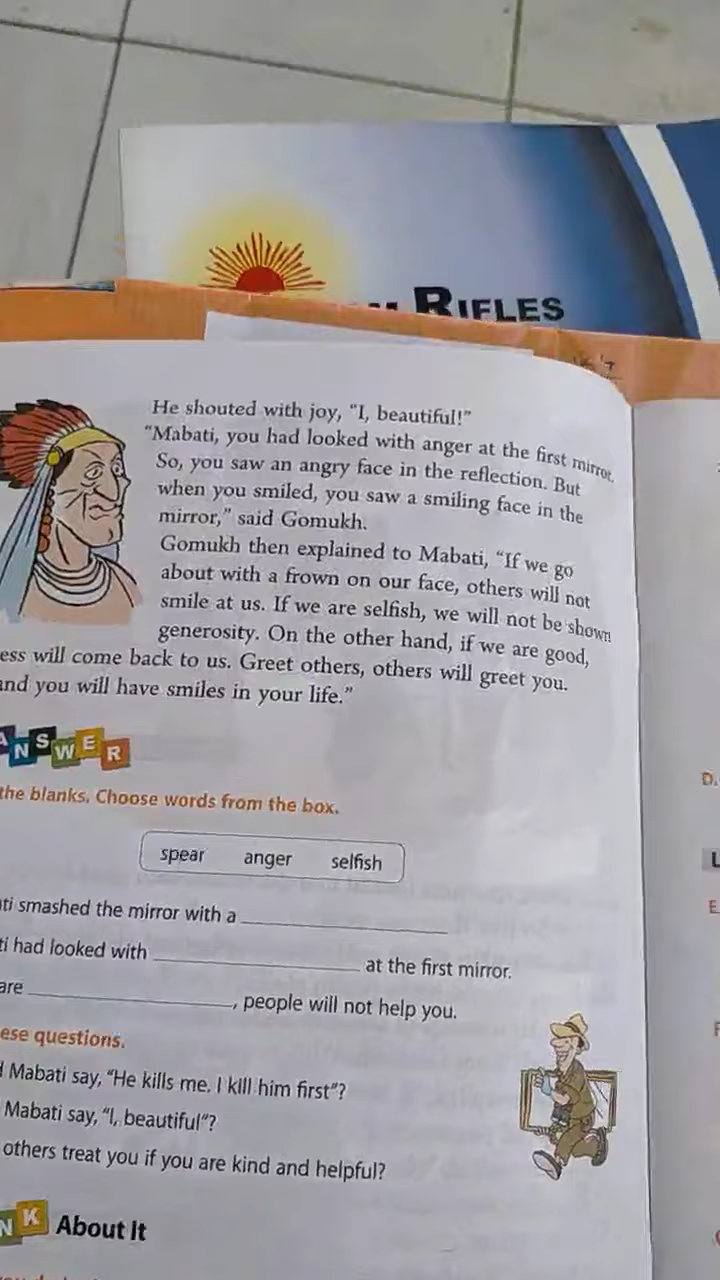 RIFLES
He shouted with joy, “I, beautiful!”
“Mabati, you had looked with anger at the first mirror.
So, you saw an angry face in the reflection. But
when you smiled, you saw a smiling face in the
mirror,” said Gomukh.
Gomukh then explained to Mabati, “If we go
about with a frown on our face, others will not
smile at us. If we are selfish, we will not be shown
generosity. On the other hand, if we are good,
ess will come back to us. Greet others, others will greet you.
and you will have smiles in your life.”
ANSWER
the blanks. Choose words from the box.
spear anger selfish
ti smashed the mirror with a
ti had looked with at the first mirror.
are , people will not help you.
ese questions.
Mabati say, “He kills me. I kill him first”?
Mabati say, “I, beautiful”?
others treat you if you are kind and helpful?
NK About It
D.
L
E
F